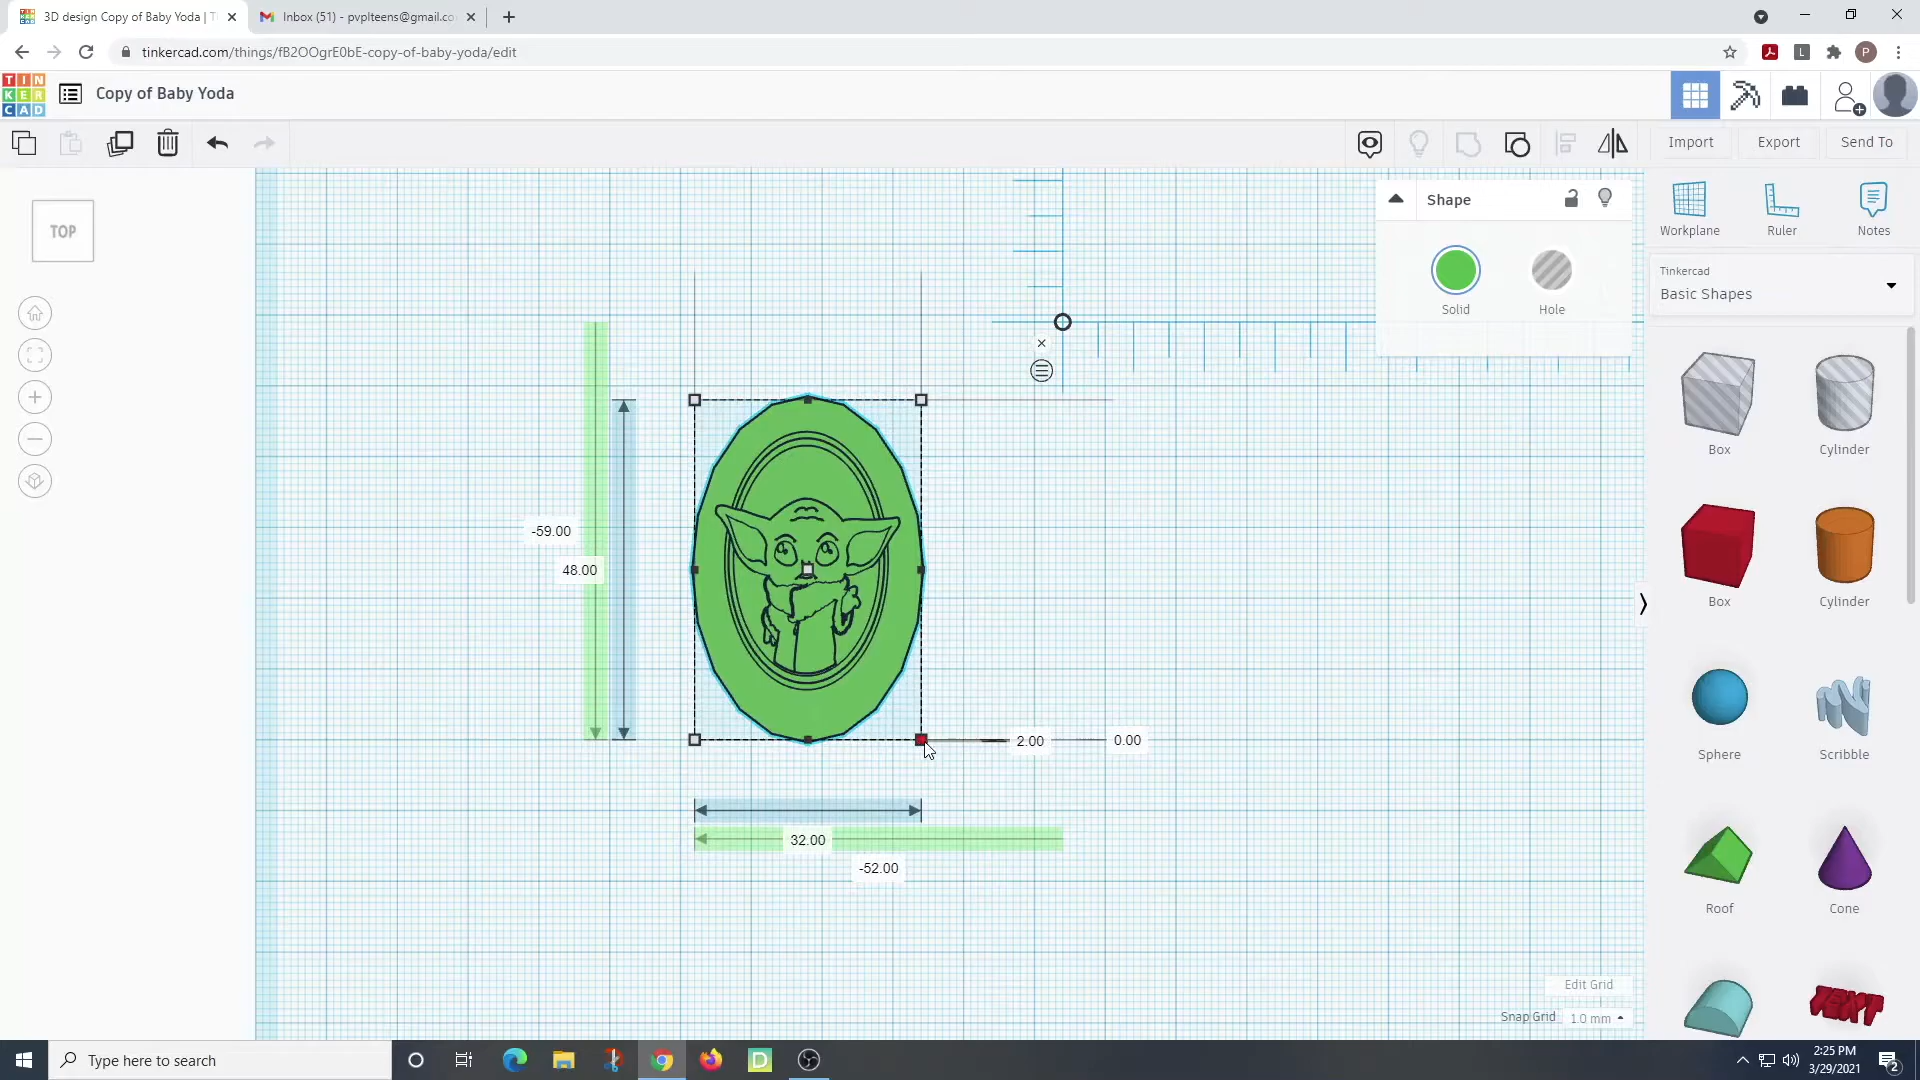 3D design Copy of Baby Yoda | T
Inbox (51) - pvplteens@gmail.co
tinkercad.com/things/fB2OOgrE0bE-copy-of-baby-yoda/edit
P
TIN
KER
CAD
Copy of Baby Yoda
Import
Export
Send To
TOP
Shape
Solid
Hole
Workplane
Ruler
Notes
Tinkercad
Basic Shapes
Box
Cylinder
Box
Cylinder
Sphere
Scribble
Roof
Cone
TEXT
-59.00
48.00
2.00
0.00
32.00
-52.00
Edit Grid
Snap Grid
1.0 mm
Type here to search
2:25 PM
3/29/2021
2